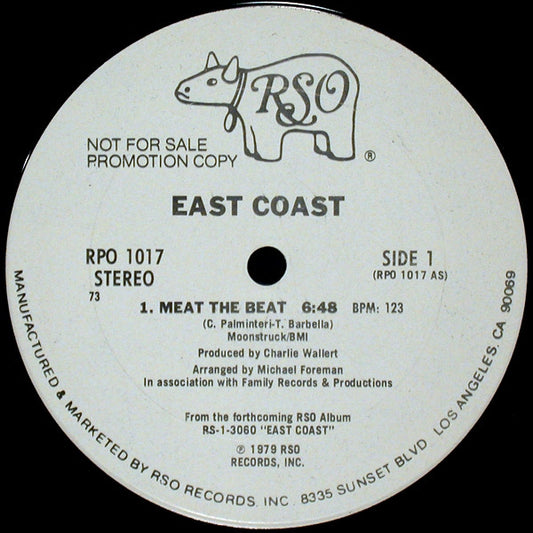 RSO
®
NOT FOR SALE
PROMOTION COPY
EAST COAST
RPO 1017
STEREO
73
SIDE 1
(RPO 1017 AS)
1. MEAT THE BEAT 6:48 BPM: 123
(C. Palminteri-T. Barbella)
Moonstruck/BMI
Produced by Charlie Wallert
Arranged by Michael Foreman
In association with Family Records & Productions
From the forthcoming RSO Album
RS-1-3060 "EAST COAST"
℗ 1979 RSO
RECORDS, INC.
MANUFACTURED & MARKETED BY RSO RECORDS, INC. 8335 SUNSET BLVD LOS ANGELES, CA 90069